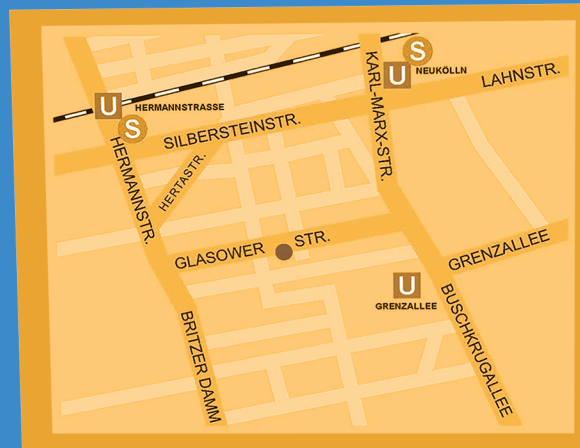 S
U
NEUKÖLLN
LAHNSTR.
KARL-MARX-STR.
U
HERMANNSTRASSE
S
SILBERSTEINSTR.
HERMANNSTR.
HERTASTR.
GLASOWER STR.
GRENZALLEE
U
GRENZALLEE
BUSCHKRUGALLEE
BRITZER DAMM